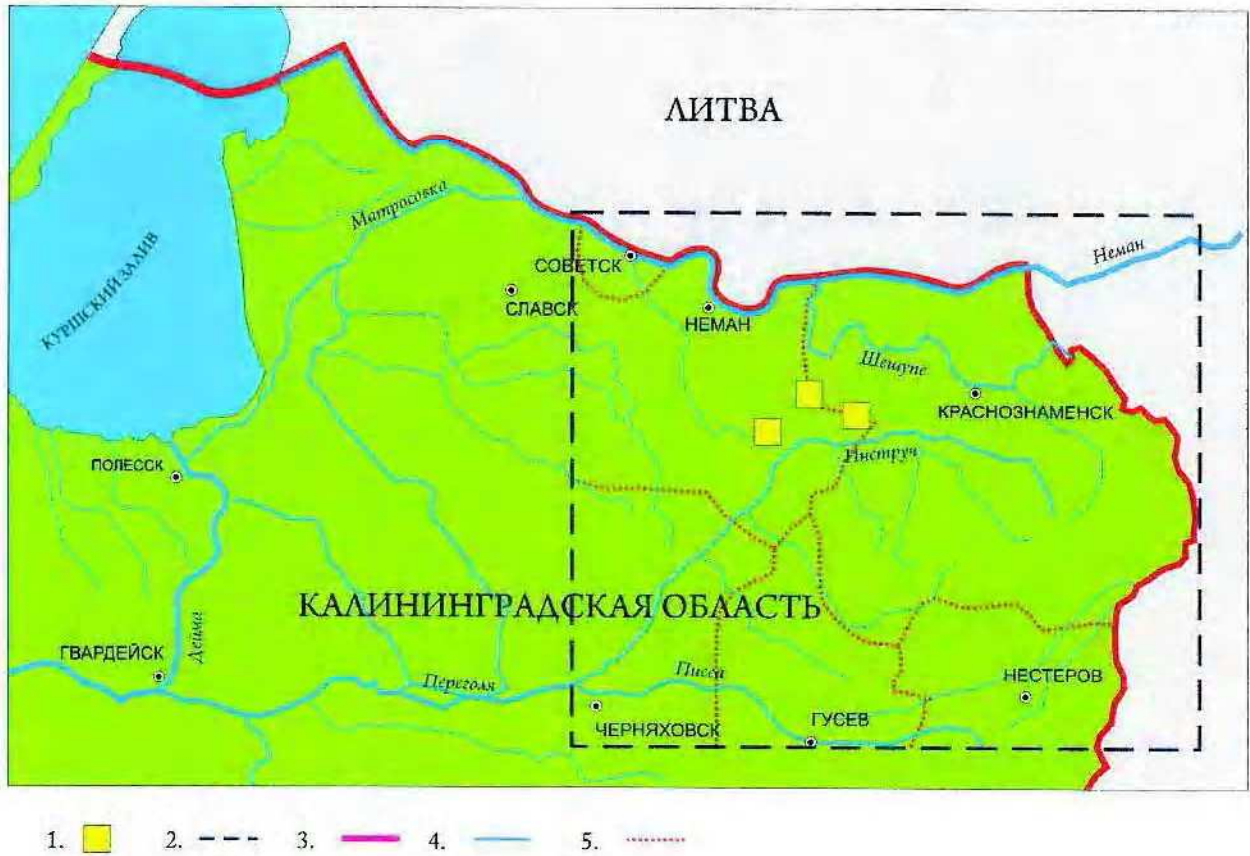 ЛИТВА
Матросовка
Неман
КУРШСКИЙ ЗАЛИВ
СОВЕТСК
СЛАВСК
НЕМАН
Шешупе
КРАСНОЗНАМЕНСК
Инструч
ПОЛЕССК
КАЛИНИНГРАДСКАЯ ОБЛАСТЬ
Дейма
ГВАРДЕЙСК
Переголя
Писса
НЕСТЕРОВ
ЧЕРНЯХОВСК
ГУСЕВ
1. 2. 3. 4. 5.